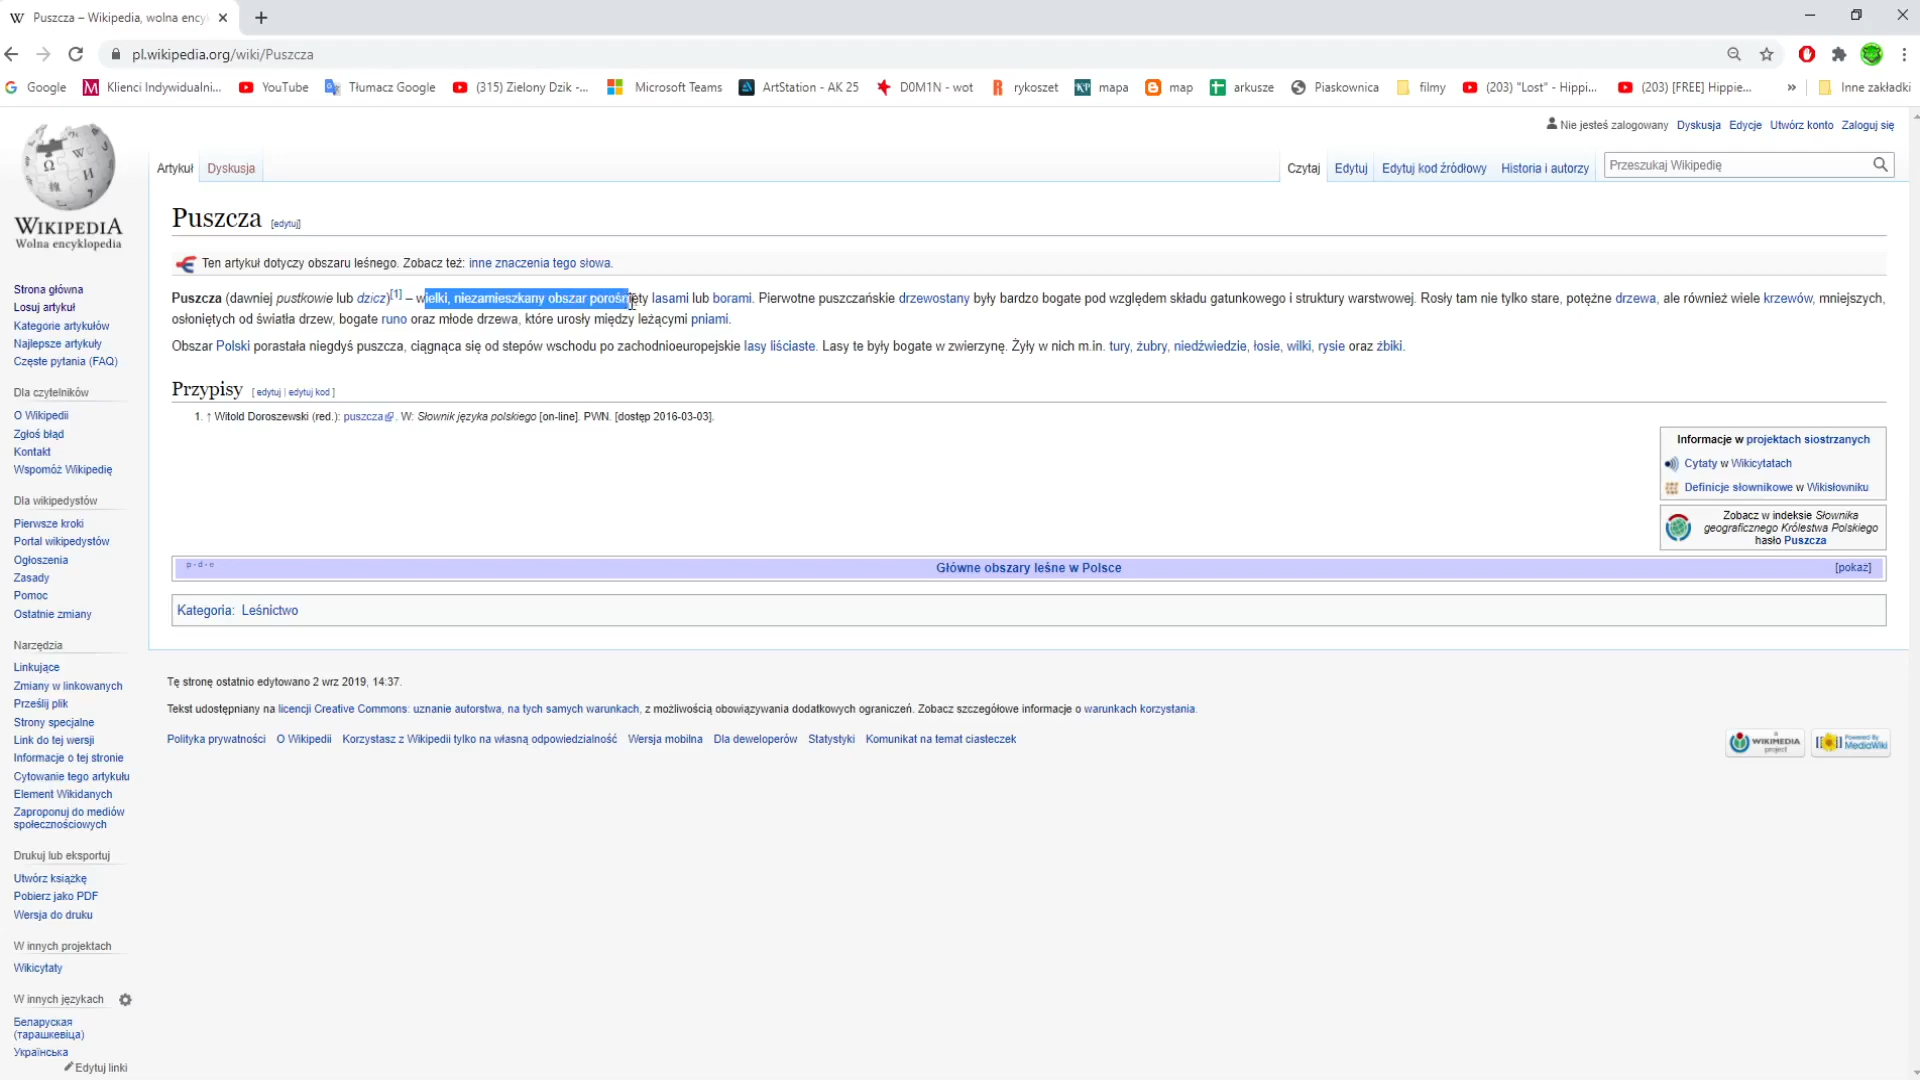 Puszcza – Wikipedia, wolna ency
pl.wikipedia.org/wiki/Puszcza
Google
Klienci Indywidualni...
YouTube
Tłumacz Google
(315) Zielony Dzik -...
Microsoft Teams
ArtStation - AK 25
D0M1N - wot
rykoszet
mapa
map
arkusze
Piaskownica
filmy
(203) "Lost" - Hippi...
(203) [FREE] Hippie...
»
Inne zakładki
Nie jesteś zalogowany Dyskusja Edycje Utwórz konto Zaloguj się
Artykuł Dyskusja
Czytaj Edytuj Edytuj kod źródłowy Historia i autorzy
Przeszukaj Wikipedię
WIKIPEDIA
Wolna encyklopedia
Strona główna
Losuj artykuł
Kategorie artykułów
Najlepsze artykuły
Częste pytania (FAQ)
Dla czytelników
O Wikipedii
Zgłoś błąd
Kontakt
Wspomóż Wikipedię
Dla wikipedystów
Pierwsze kroki
Portal wikipedystów
Ogłoszenia
Zasady
Pomoc
Ostatnie zmiany
Narzędzia
Linkujące
Zmiany w linkowanych
Prześlij plik
Strony specjalne
Link do tej wersji
Informacje o tej stronie
Cytowanie tego artykułu
Element Wikidanych
Zaproponuj do mediów
społecznościowych
Drukuj lub eksportuj
Utwórz książkę
Pobierz jako PDF
Wersja do druku
W innych projektach
Wikicytaty
W innych językach
Беларуская
(тарашкевіца)
Українська
Edytuj linki
Puszcza [edytuj]
Ten artykuł dotyczy obszaru leśnego. Zobacz też: inne znaczenia tego słowa.
Puszcza (dawniej pustkowie lub dzicz)[1] – wielki, niezamieszkany obszar porośnięty lasami lub borami. Pierwotne puszczańskie drzewostany były bardzo bogate pod względem składu gatunkowego i struktury warstwowej. Rosły tam nie tylko stare, potężne drzewa, ale również wiele krzewów, mniejszych,
osłoniętych od światła drzew, bogate runo oraz młode drzewa, które urosły między leżącymi pniami.
Obszar Polski porastała niegdyś puszcza, ciągnąca się od stepów wschodu po zachodnioeuropejskie lasy liściaste. Lasy te były bogate w zwierzynę. Żyły w nich m.in. tury, żubry, niedźwiedzie, łosie, wilki, rysie oraz żbiki.
Przypisy [ edytuj | edytuj kod ]
1. ↑ Witold Doroszewski (red.): puszcza. W: Słownik języka polskiego [on-line]. PWN. [dostęp 2016-03-03].
Informacje w projektach siostrzanych
Cytaty w Wikicytatach
Definicje słownikowe w Wikisłowniku
Zobacz w indeksie Słownika
geograficznego Królestwa Polskiego
hasło Puszcza
p · d · e
Główne obszary leśne w Polsce
[pokaż]
Kategoria: Leśnictwo
Tę stronę ostatnio edytowano 2 wrz 2019, 14:37.
Tekst udostępniany na licencji Creative Commons: uznanie autorstwa, na tych samych warunkach, z możliwością obowiązywania dodatkowych ograniczeń. Zobacz szczegółowe informacje o warunkach korzystania.
Polityka prywatności O Wikipedii Korzystasz z Wikipedii tylko na własną odpowiedzialność Wersja mobilna Dla deweloperów Statystyki Komunikat na temat ciasteczek
A
WIKIMEDIA
project
Powered By
MediaWiki